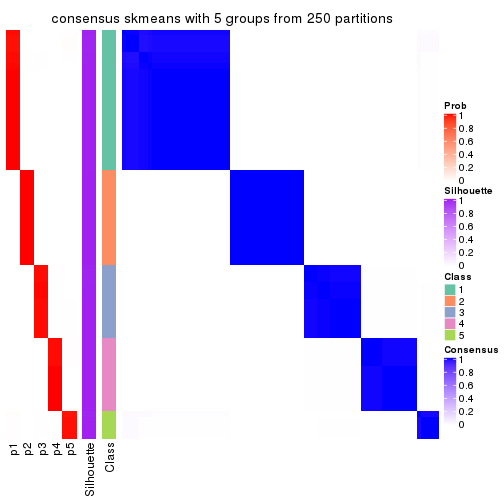 consensus skmeans with 5 groups from 250 partitions
Prob
1
0.8
0.6
0.4
0.2
0
Silhouette
1
0.8
0.6
0.4
0.2
0
Class
1
2
3
4
5
Consensus
1
0.8
0.6
0.4
0.2
0
p1
p2
p3
p4
p5
Silhouette
Class